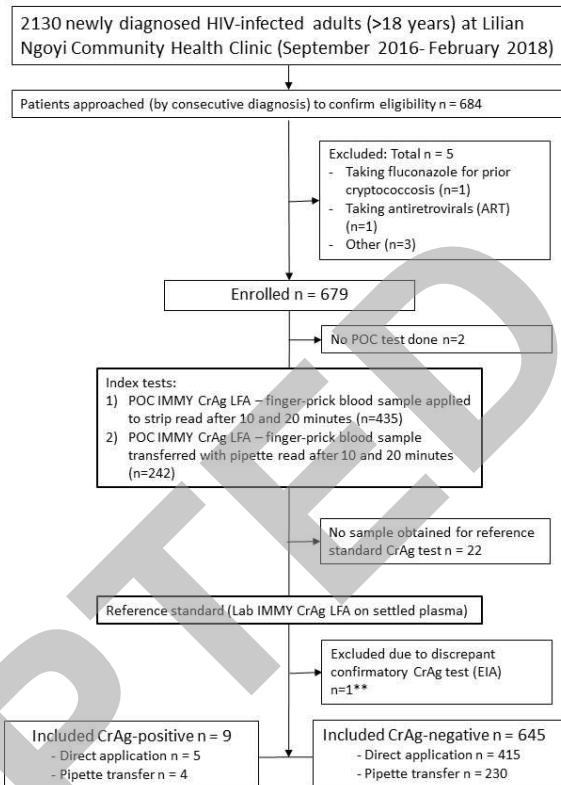 2130 newly diagnosed HIV-infected adults (>18 years) at Lilian
Ngoyi Community Health Clinic (September 2016- February 2018)
Patients approached (by consecutive diagnosis) to confirm eligibility n = 684
Excluded: Total n = 5
- Taking fluconazole for prior
cryptococcosis (n=1)
- Taking antiretrovirals (ART)
(n=1)
- Other (n=3)
Enrolled n = 679
No POC test done n=2
Index tests:
1) POC IMMY CrAg LFA – finger-prick blood sample applied
to strip read after 10 and 20 minutes (n=435)
2) POC IMMY CrAg LFA – finger-prick blood sample
transferred with pipette read after 10 and 20 minutes
(n=242)
No sample obtained for reference
standard CrAg test n = 22
Reference standard (Lab IMMY CrAg LFA on settled plasma)
Excluded due to discrepant
confirmatory CrAg test (EIA)
n=1**
Included CrAg-positive n = 9
- Direct application n = 5
- Pipette transfer n = 4
Included CrAg-negative n = 645
- Direct application n = 415
- Pipette transfer n = 230
PTED